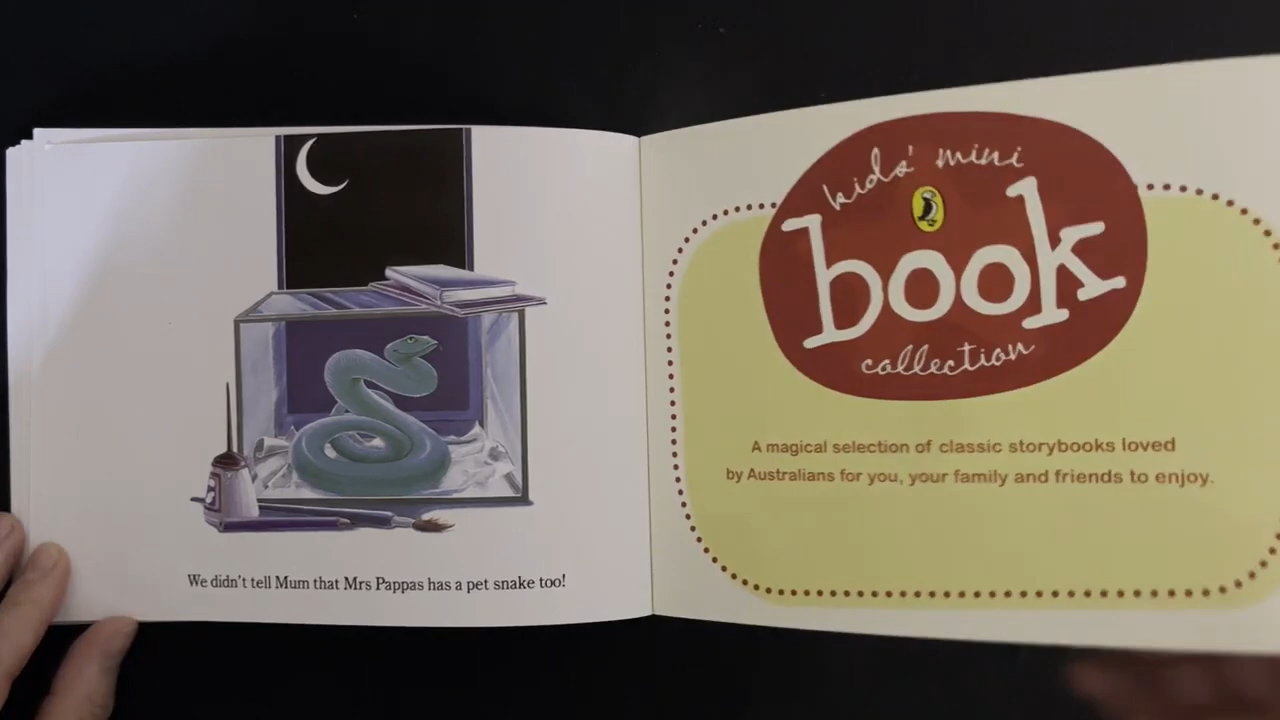 We didn't tell Mum that Mrs Pappas has a pet snake too!
kids' mini
book
collection
A magical selection of classic storybooks loved
by Australians for you, your family and friends to enjoy.